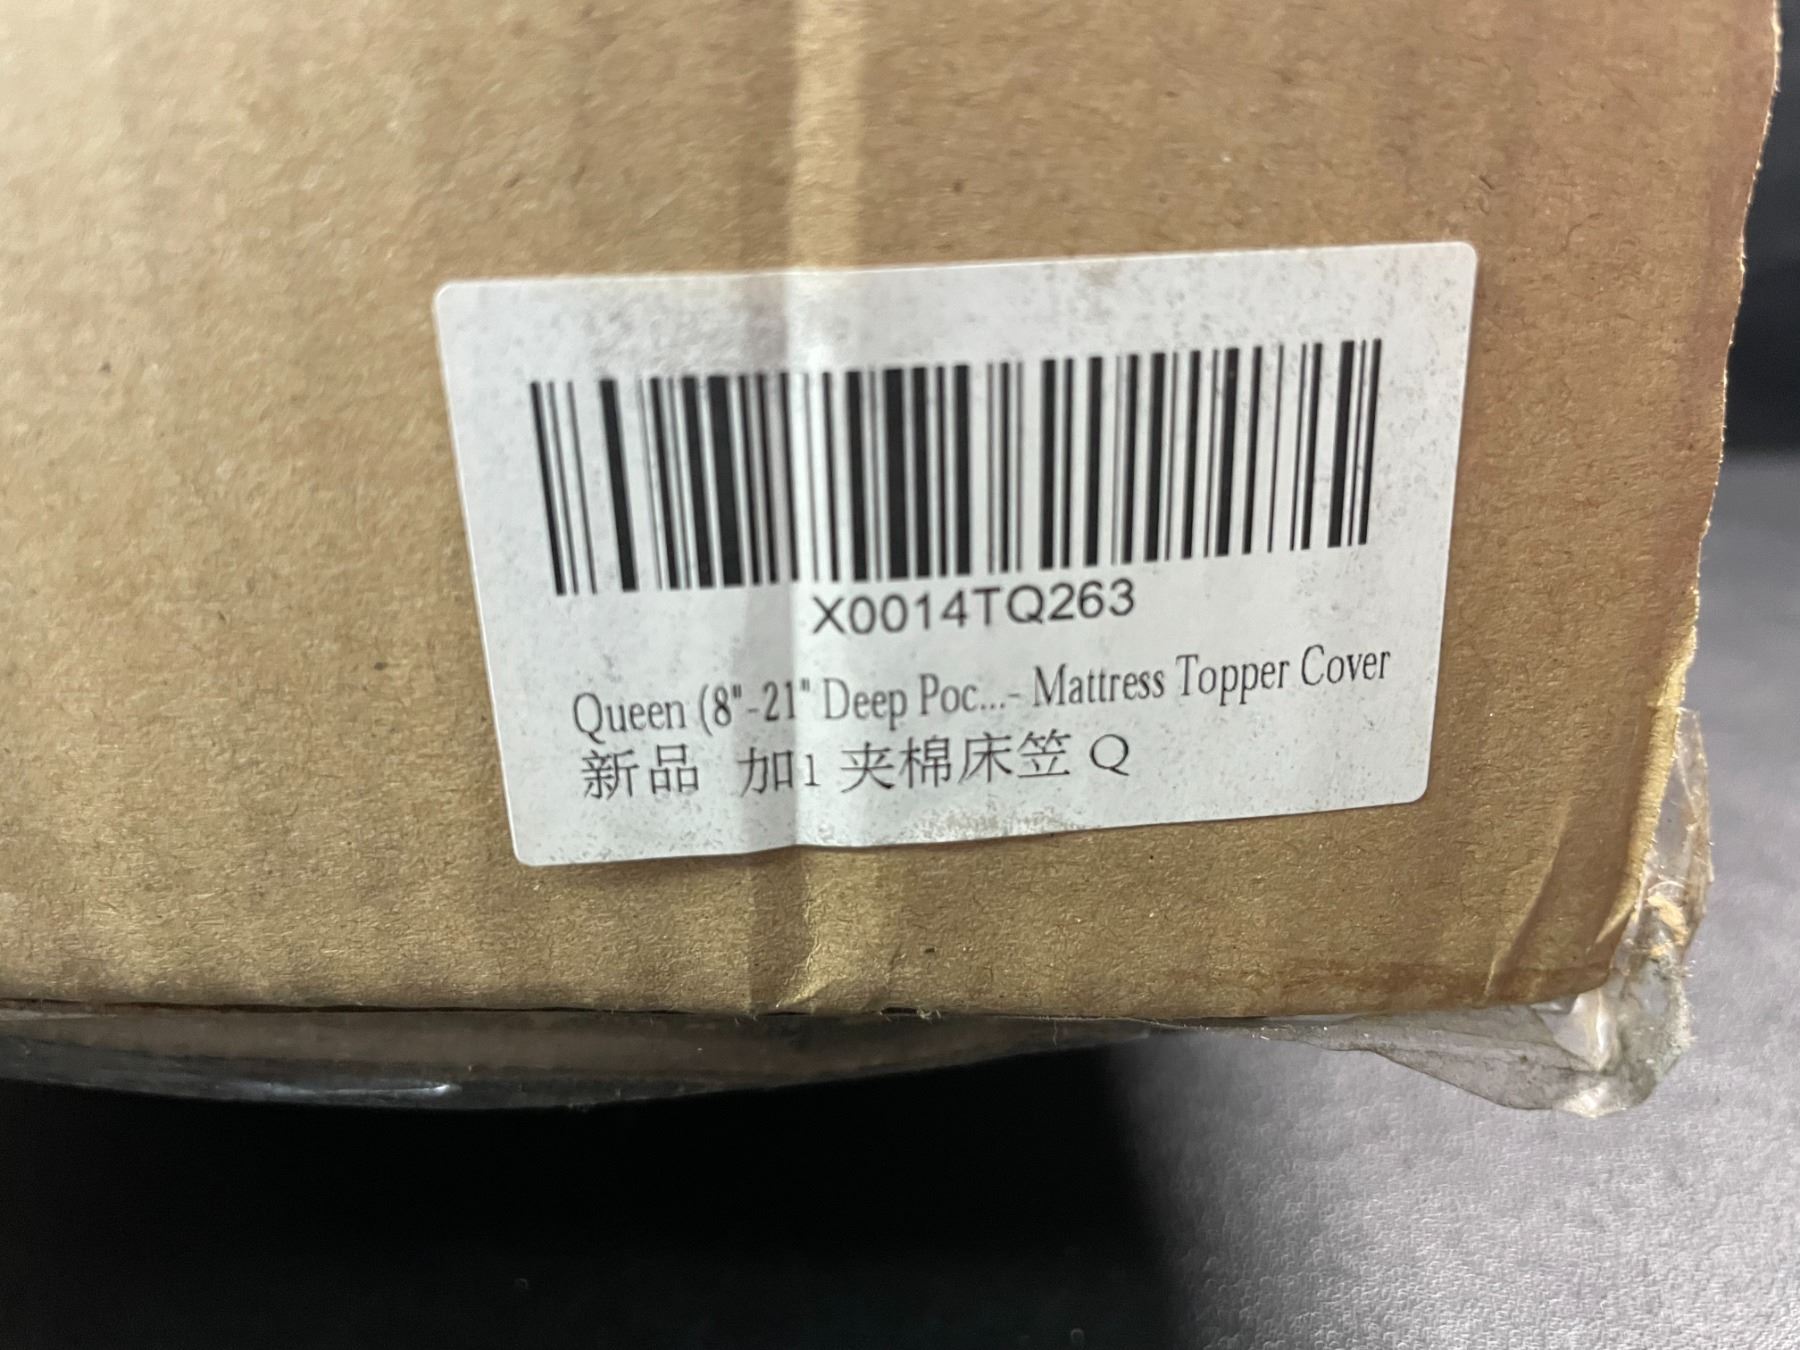 X0014TQ263
Queen (8"-21" Deep Poc...- Mattress Topper Cover
新品 加1 夹棉床笠 Q